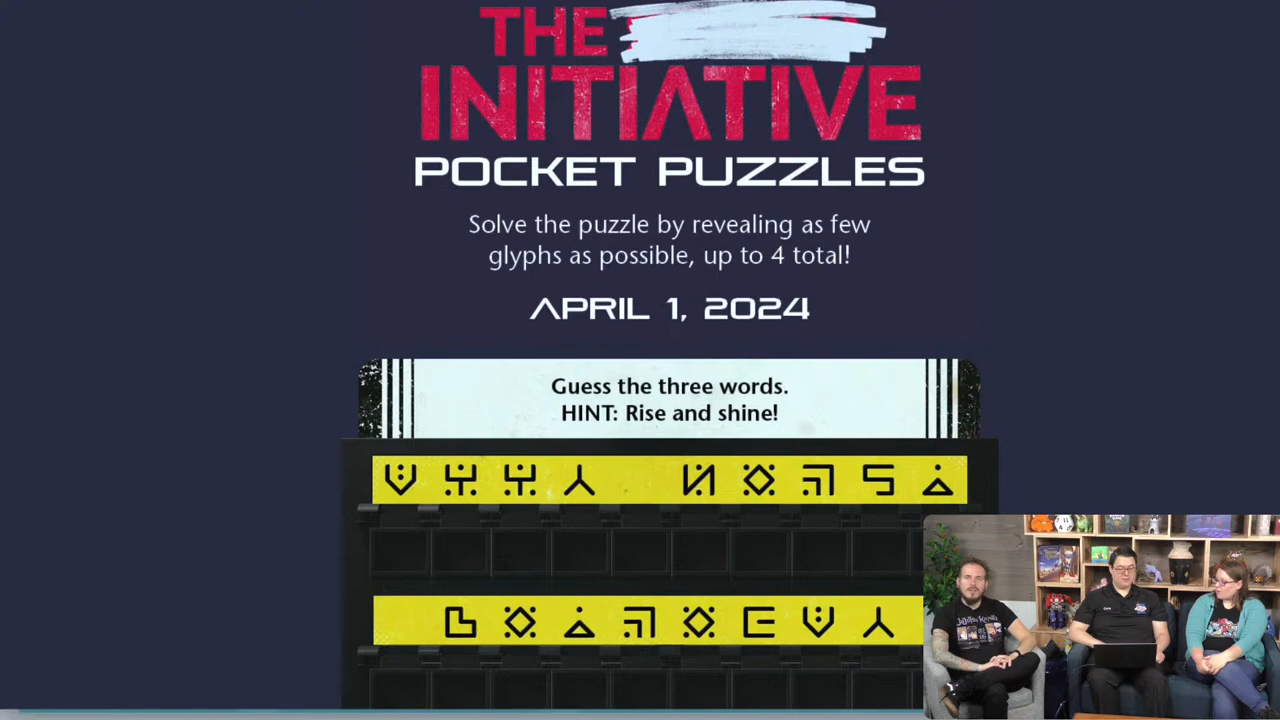 THE
INITIATIVE
POCKET PUZZLES
Solve the puzzle by revealing as few
glyphs as possible, up to 4 total!
APRIL 1, 2024
Guess the three words.
HINT: Rise and shine!